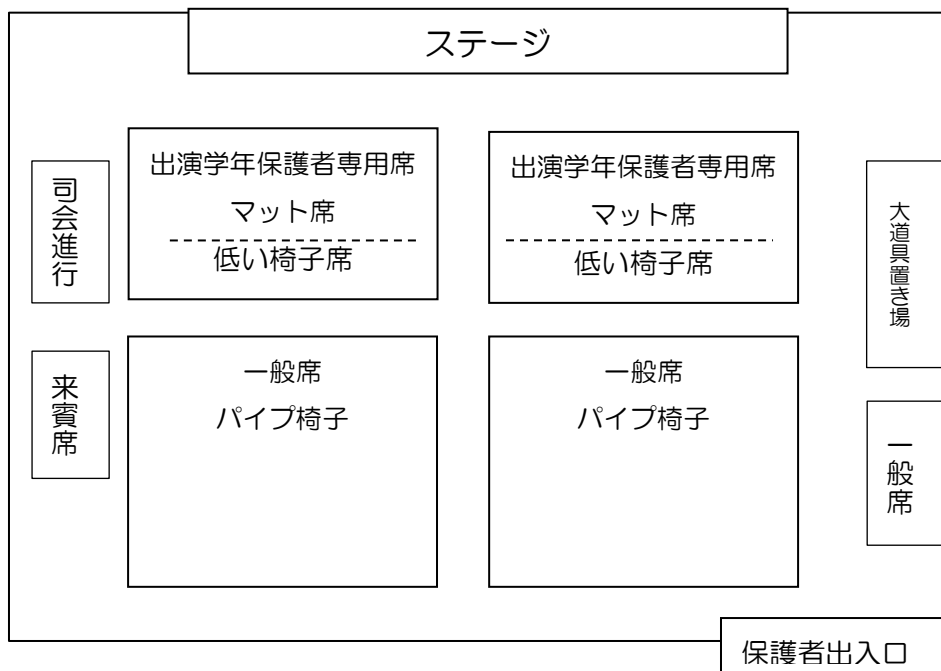 ステージ
司会進行
出演学年保護者専用席
マット席
低い椅子席
出演学年保護者専用席
マット席
低い椅子席
大道具置き場
来賓席
一般席
パイプ椅子
一般席
パイプ椅子
一般席
保護者出入口